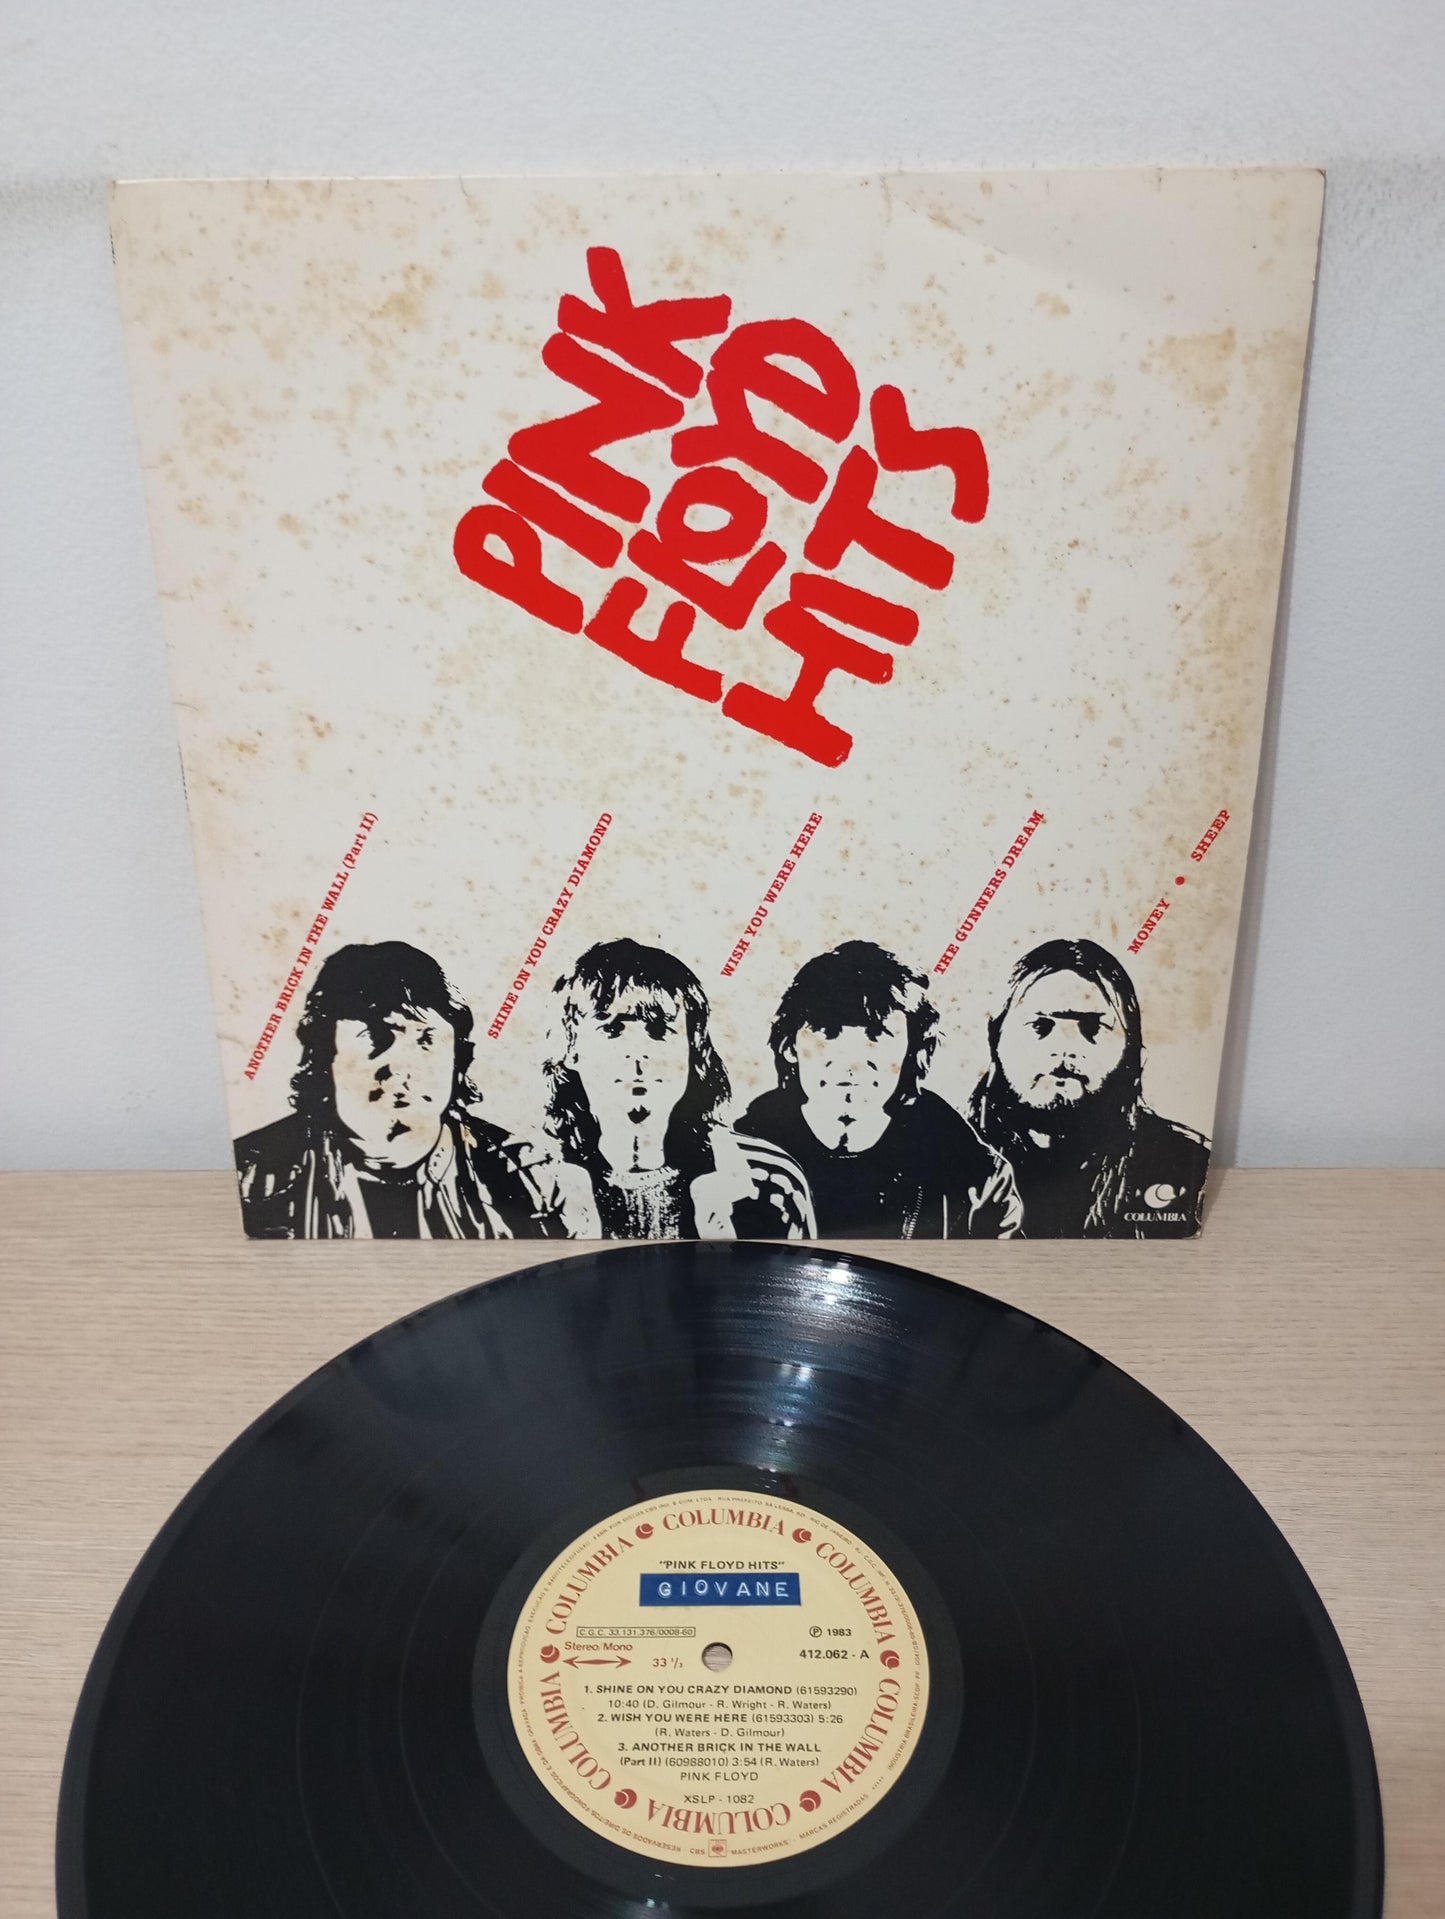 PINK
FLOYD
HITS
ANOTHER BRICK IN THE WALL (Part II)
SHINE ON YOU CRAZY DIAMOND
WISH YOU WERE HERE
THE GUNNERS DREAM
MONEY • SHEEP
COLUMBIA
COLUMBIA COLUMBIA COLUMBIA COLUMBIA COLUMBIA COLUMBIA COLUMBIA COLUMBIA
"PINK FLOYD HITS"
GIOVANE
C.G.C. 33.131.376/0008-60
Stereo/Mono
33 1/3
℗ 1983
412.062 - A
1. SHINE ON YOU CRAZY DIAMOND (61593290)
10:40 (D. Gilmour - R. Wright - R. Waters)
2. WISH YOU WERE HERE (61593303) 5:26
(R. Waters - D. Gilmour)
3. ANOTHER BRICK IN THE WALL
(Part II) (60988010) 3:54 (R. Waters)
PINK FLOYD
XSLP - 1082
CBS MASTERWORKS - MARCAS REGISTRADAS